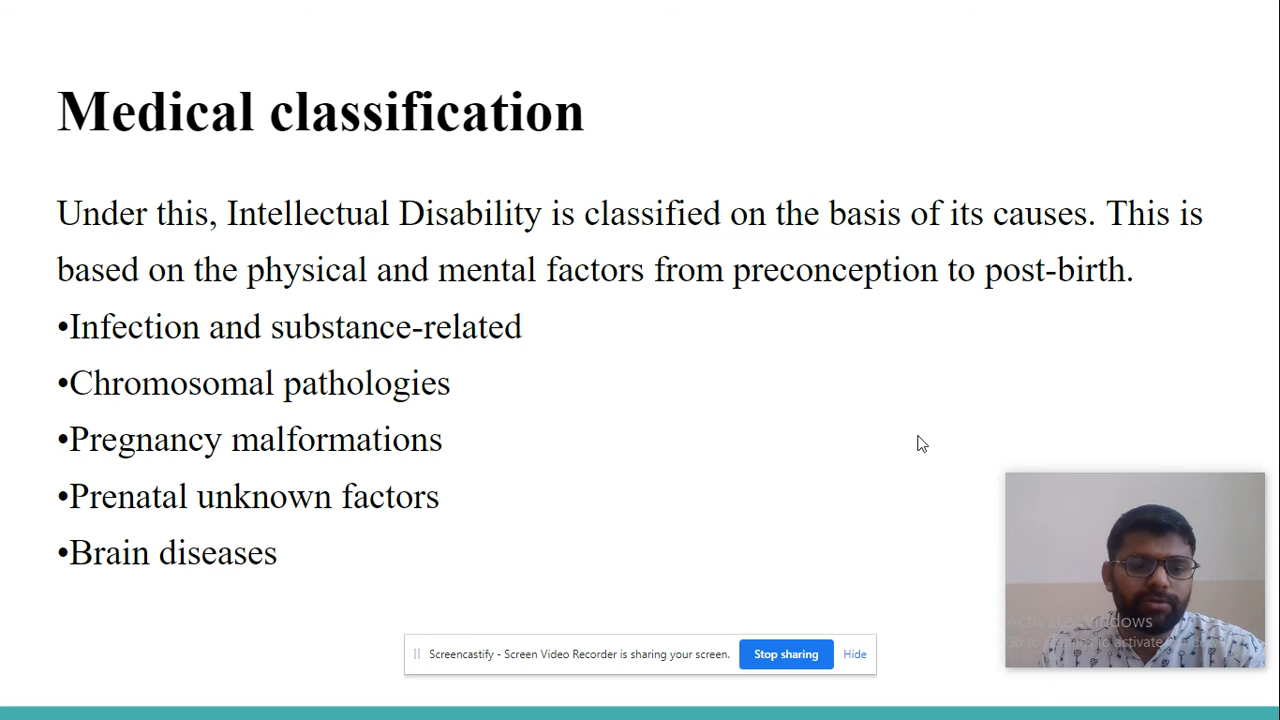 Medical classification
Under this, Intellectual Disability is classified on the basis of its causes. This is
based on the physical and mental factors from preconception to post-birth.
•Infection and substance-related
•Chromosomal pathologies
•Pregnancy malformations
•Prenatal unknown factors
•Brain diseases
Activate Windows
Go to Settings to activate
Screencastify - Screen Video Recorder is sharing your screen. Stop sharing Hide